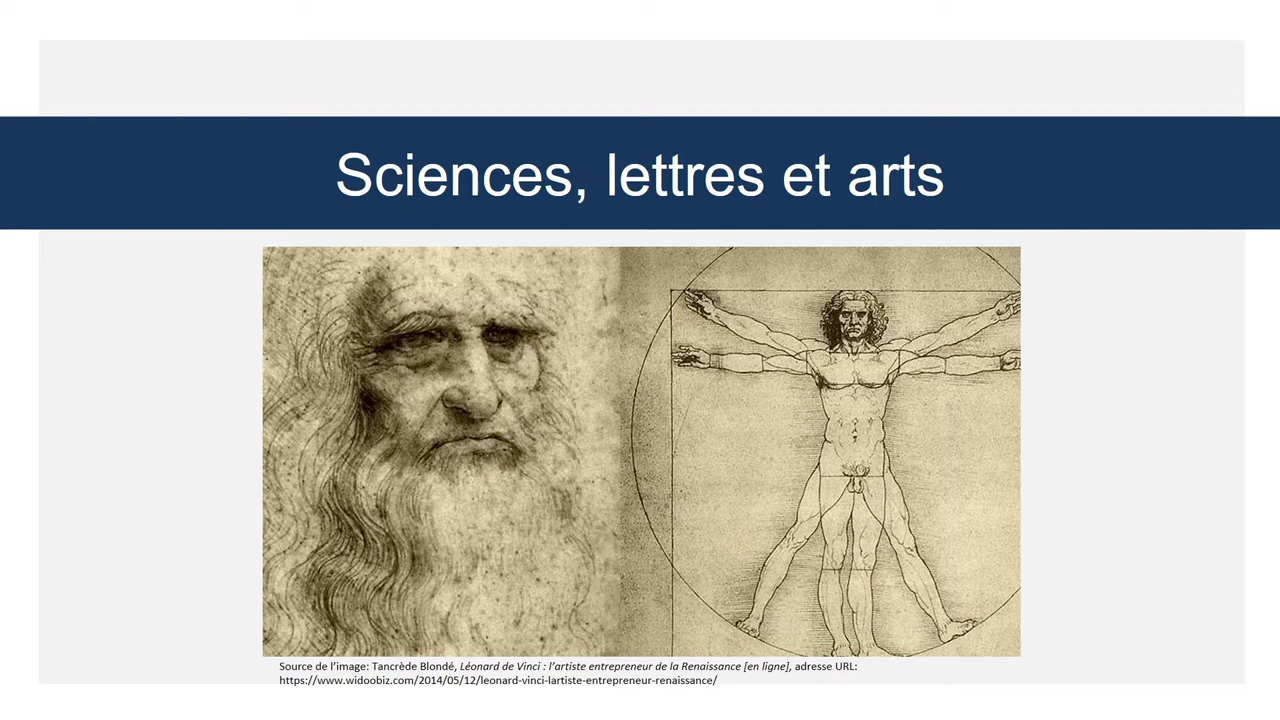 Sciences, lettres et arts
Source de l’image: Tancrède Blondé, Léonard de Vinci : l’artiste entrepreneur de la Renaissance [en ligne], adresse URL:
https://www.widoobiz.com/2014/05/12/leonard-vinci-lartiste-entrepreneur-renaissance/